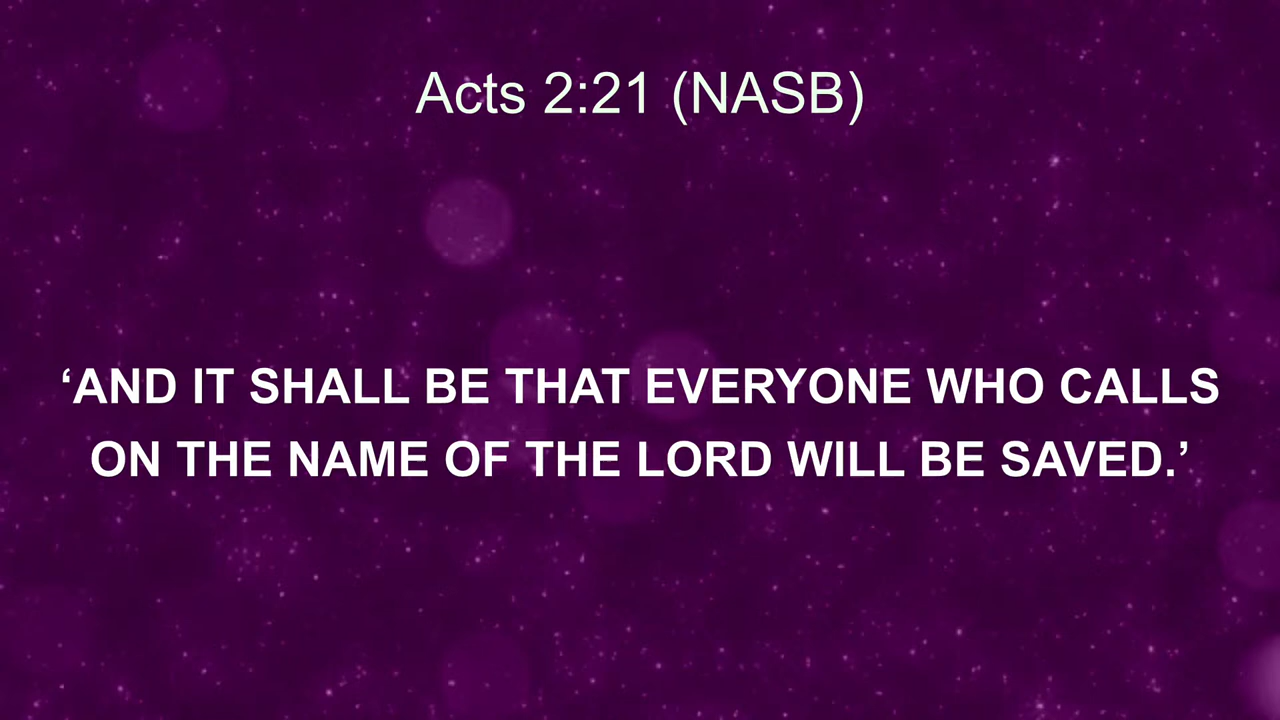 Acts 2:21 (NASB)
‘AND IT SHALL BE THAT EVERYONE WHO CALLS
ON THE NAME OF THE LORD WILL BE SAVED.’